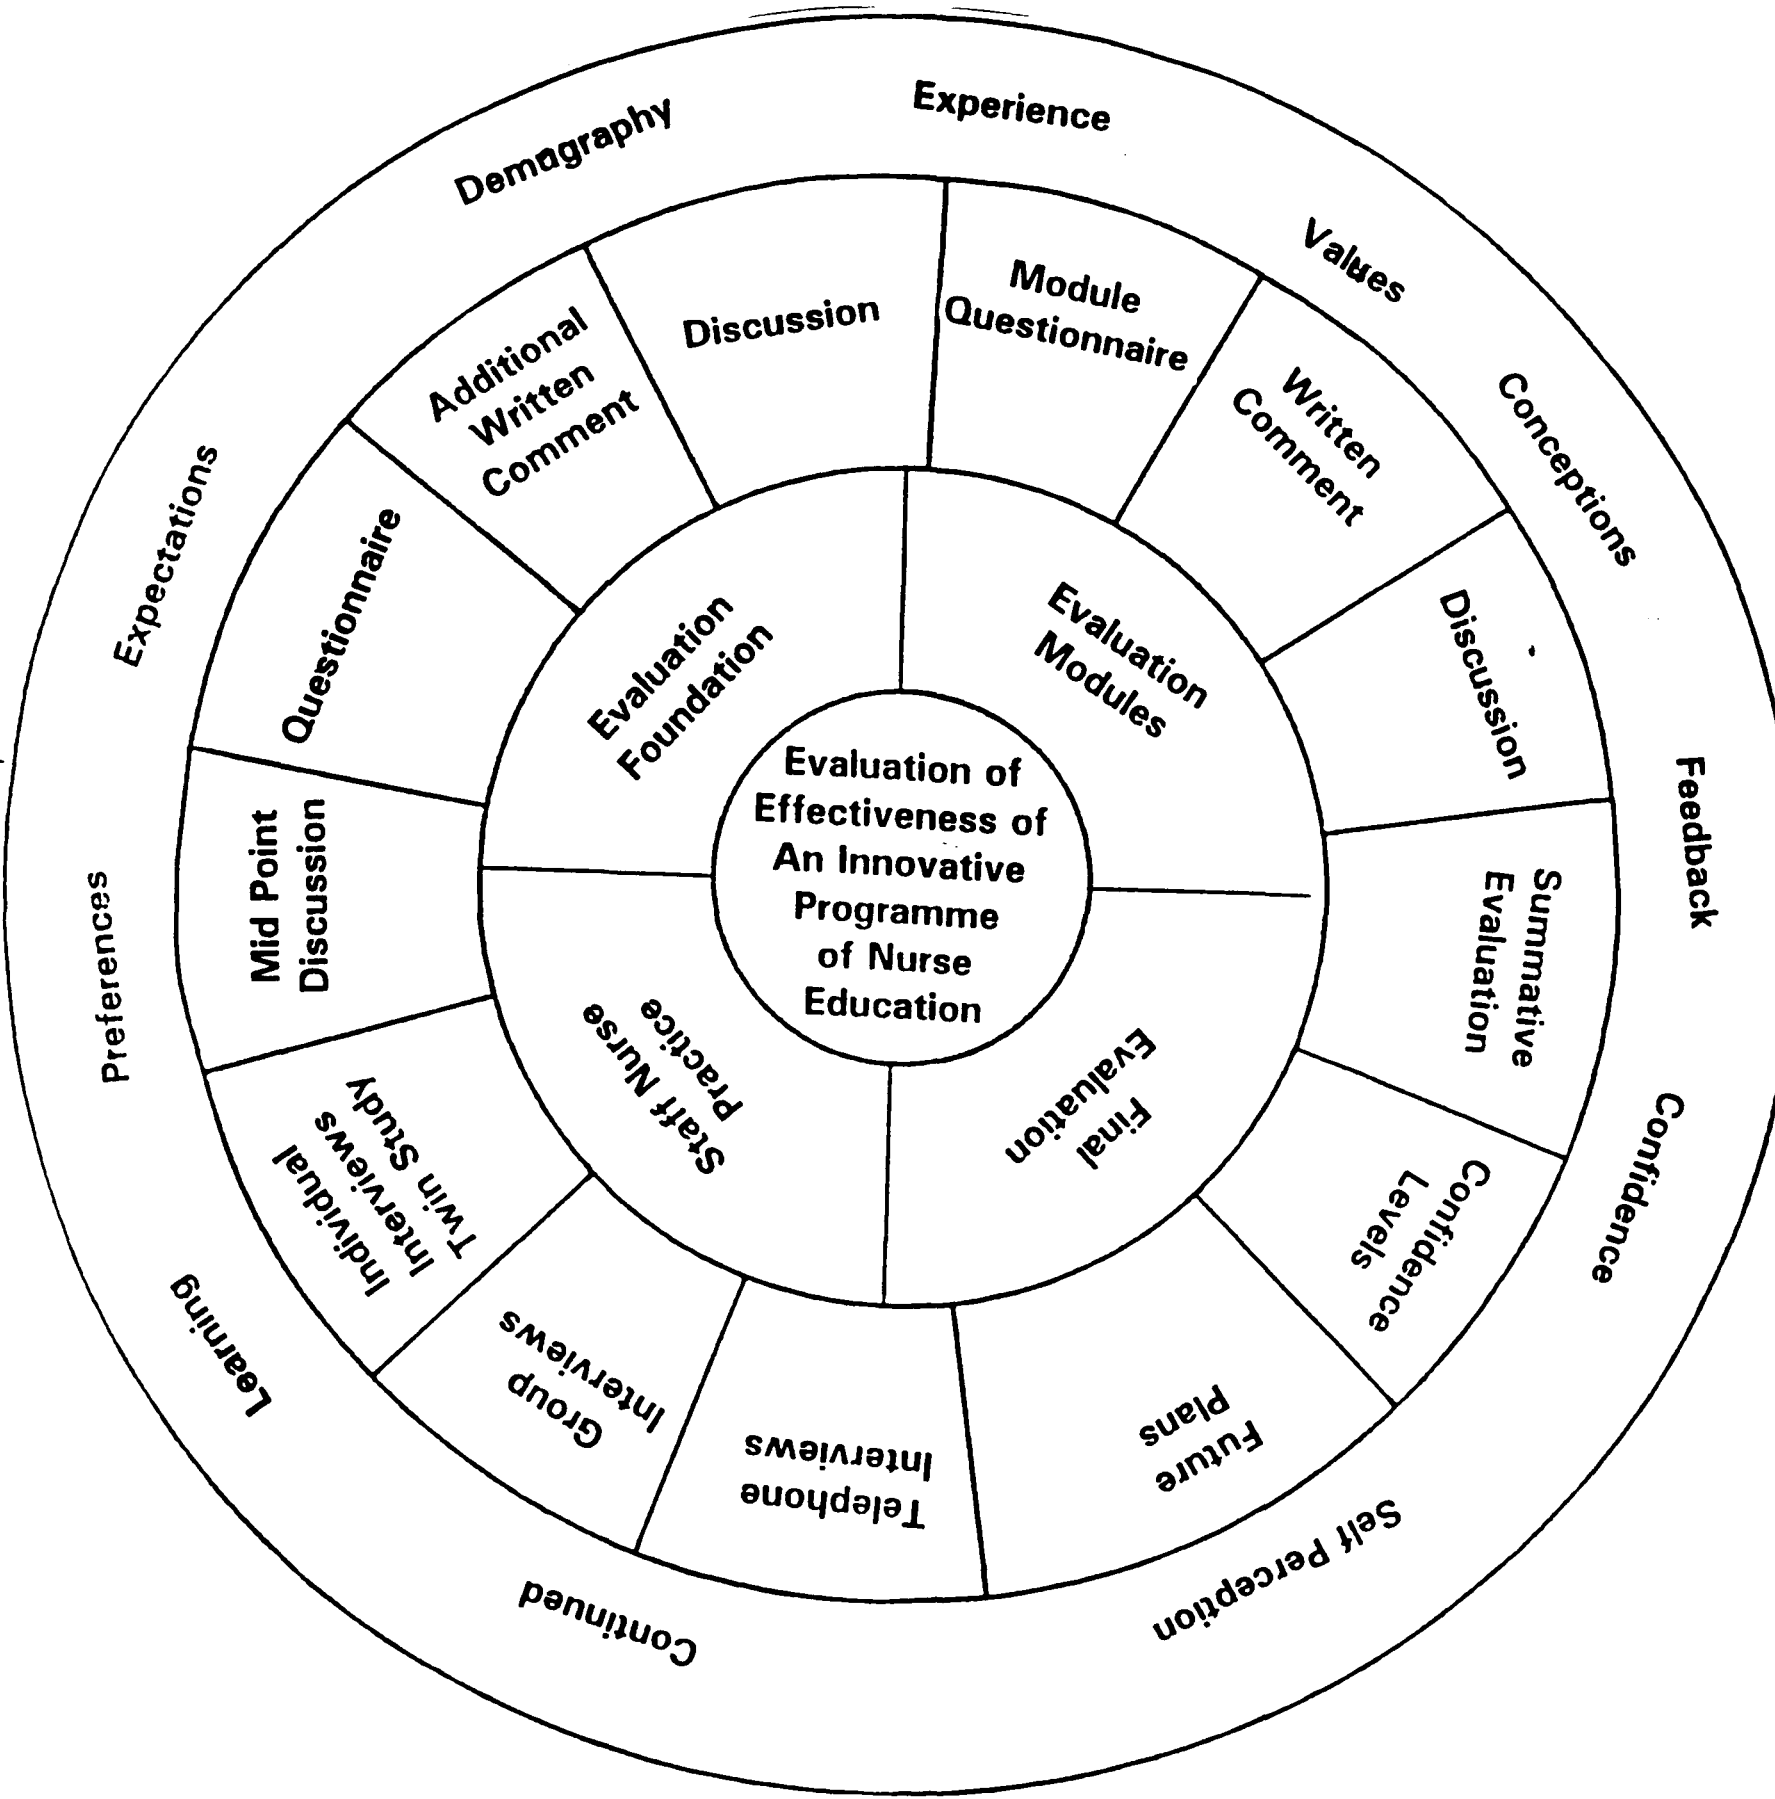 Evaluation of
Effectiveness of
An Innovative
Programme
of Nurse
Education
Evaluation
Foundation
Evaluation
Modules
Final
Evaluation
Staff Nurse
Practice
Questionnaire
Additional
Written
Comment
Discussion
Module
Questionnaire
Written
Comment
Discussion
Summative
Evaluation
Confidence
Levels
Future
Plans
Telephone
Interviews
Group
Interviews
Individual
Interviews
Twin Study
Mid Point
Discussion
Demography
Experience
Values
Conceptions
Feedback
Confidence
Self Perception
Continued
Learning
Preferences
Expectations